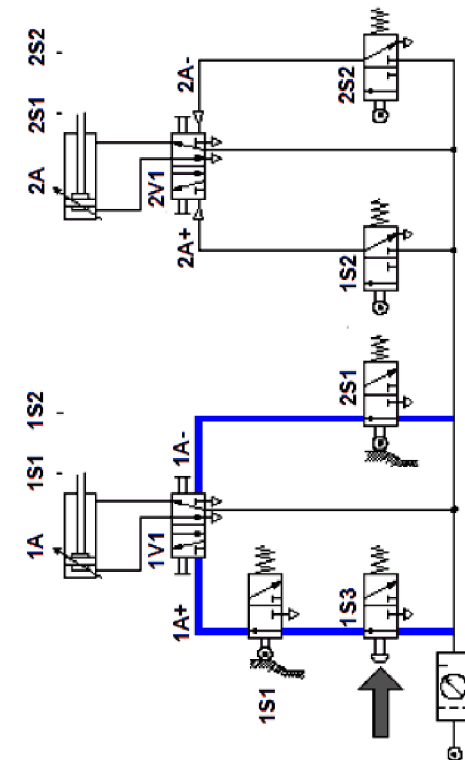 1A 1S1 1S2 2A 2S1 2S2
1V1 2V1
1A+ 1A- 2A+ 2A-
1S1
1S3 2S1 1S2 2S2